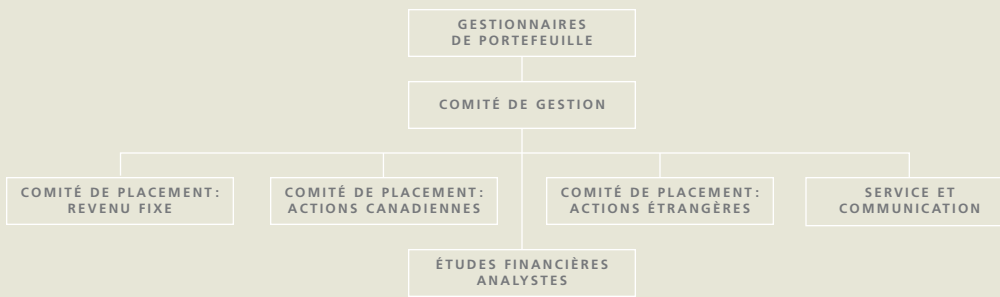 GESTIONNAIRES
DE PORTEFEUILLE
COMITÉ DE GESTION
COMITÉ DE PLACEMENT:
REVENU FIXE
COMITÉ DE PLACEMENT:
ACTIONS CANADIENNES
COMITÉ DE PLACEMENT:
ACTIONS ÉTRANGÈRES
SERVICE ET
COMMUNICATION
ÉTUDES FINANCIÈRES
ANALYSTES